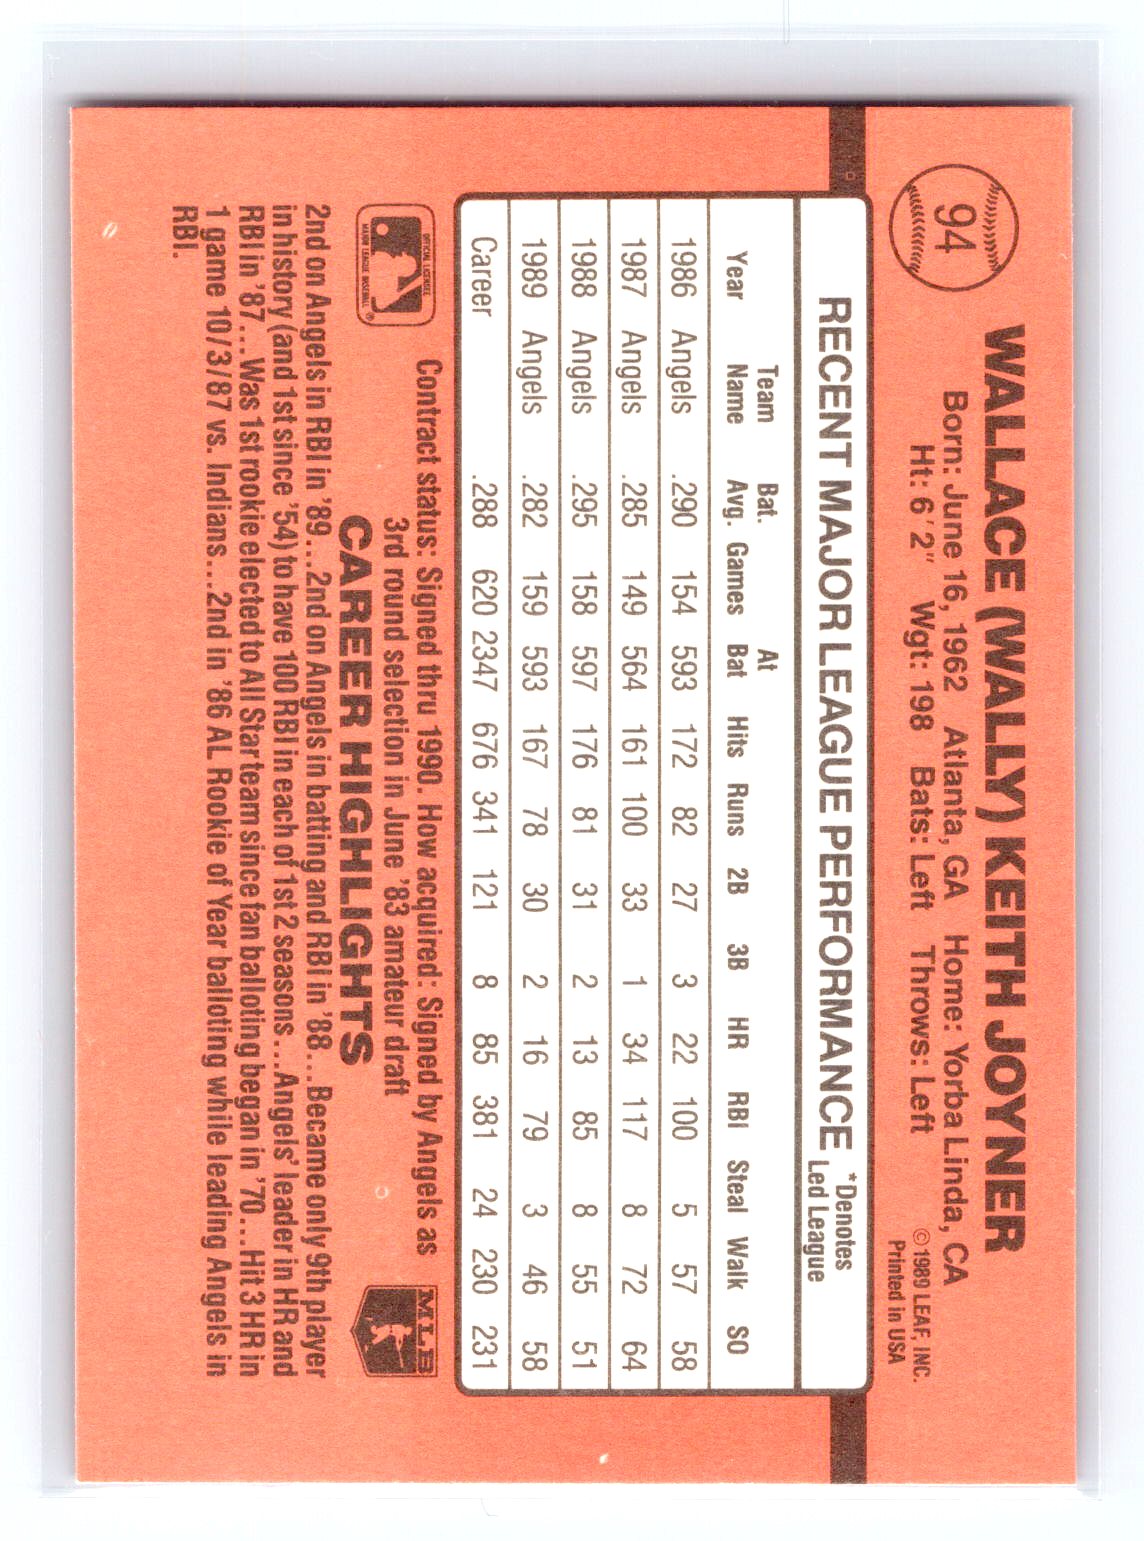 94
WALLACE (WALLY) KEITH JOYNER
Born: June 16, 1962 Atlanta, GA Home: Yorba Linda, CA
Ht: 6'2" Wgt: 198 Bats: Left Throws: Left
© 1989 LEAF, INC.
Printed in USA
RECENT MAJOR LEAGUE PERFORMANCE
*Denotes
Led League
Year Team Name Bat. Avg. Games At Bat Hits Runs 2B 3B HR RBI Steal Walk SO
1986 Angels .290 154 593 172 82 27 3 22 100 5 57 58
1987 Angels .285 149 564 161 100 33 1 34 117 8 72 64
1988 Angels .295 158 597 176 81 31 2 13 85 8 55 51
1989 Angels .282 159 593 167 78 30 2 16 79 3 46 58
Career .288 620 2347 676 341 121 8 85 381 24 230 231
OFFICIAL LICENSEE
MAJOR LEAGUE BASEBALL
®
Contract status: Signed thru 1990. How acquired: Signed by Angels as
3rd round selection in June '83 amateur draft
MLB
CAREER HIGHLIGHTS
2nd on Angels in RBI in '89...2nd on Angels in batting and RBI in '88...Became only 9th player
in history (and 1st since '54) to have 100 RBI in each of 1st 2 seasons...Angels' leader in HR and
RBI in '87...Was 1st rookie elected to All Star team since fan balloting began in '70...Hit 3 HR in
1 game 10/3/87 vs. Indians...2nd in '86 AL Rookie of Year balloting while leading Angels in
RBI.